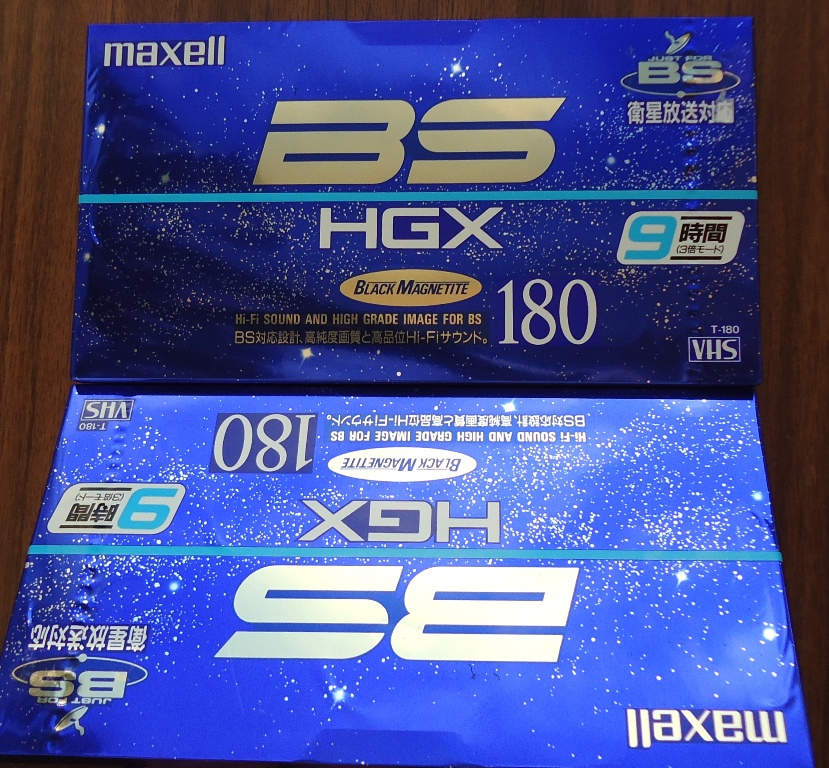 maxell
JUST FOR
BS
衛星放送対応
BS
HGX
9時間
(3倍モード)
BLACK MAGNETITE
180
Hi-Fi SOUND AND HIGH GRADE IMAGE FOR BS
BS対応設計、高純度画質と高品位Hi-Fiサウンド。
T-180
VHS
maxell
JUST FOR
BS
衛星放送対応
BS
HGX
9時間
(3倍モード)
BLACK MAGNETITE
180
Hi-Fi SOUND AND HIGH GRADE IMAGE FOR BS
BS対応設計、高純度画質と高品位Hi-Fiサウンド。
T-180
VHS